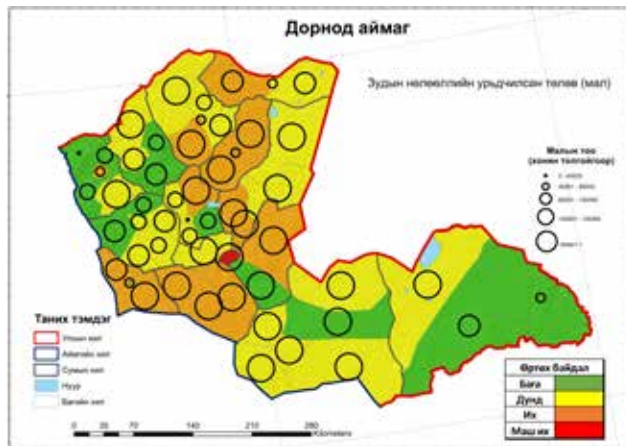 Дорнод аймаг
Зудын нөлөөллийн урьдчилсан төлөв (мал)
Малын тоо
(хонин толгойгоор)
Таних тэмдэг
Улсын хил
Аймгийн хил
Сумын хил
Нуур
Багийн хил
0 35 70 140 210 280
Kilometers
Өртөх байдал
Бага
Дунд
Их
Маш их